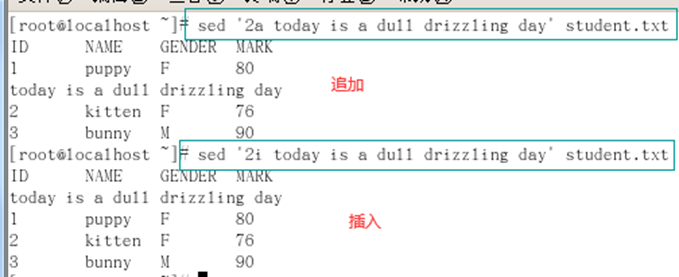 [root@localhost ~]# sed '2a today is a dull drizzling day' student.txt
ID NAME GENDER MARK
1 puppy F 80
追加
today is a dull drizzling day
2 kitten F 76
3 bunny M 90
[root@localhost ~]# sed '2i today is a dull drizzling day' student.txt
ID NAME GENDER MARK
today is a dull drizzling day
1 puppy F 80
插入
2 kitten F 76
3 bunny M 90